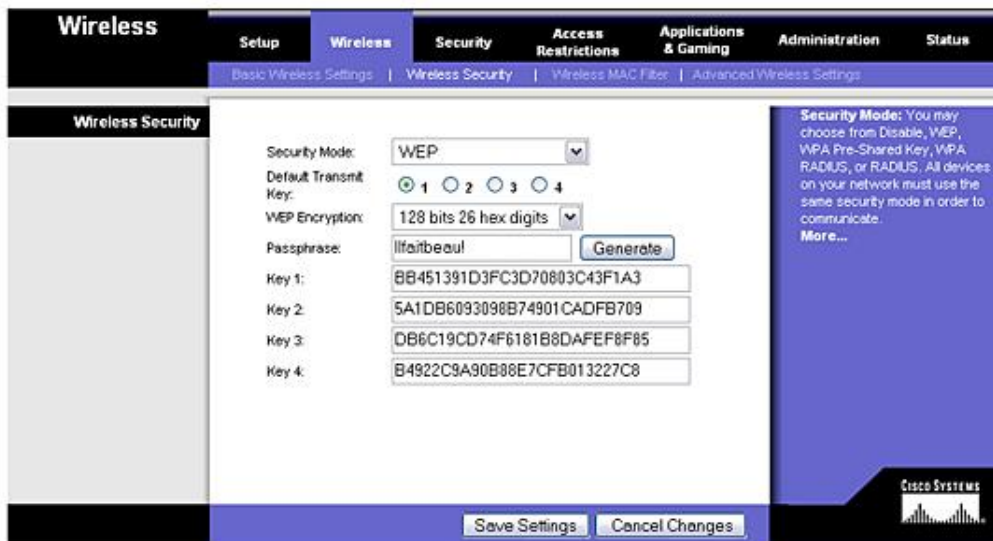 Wireless
Setup
Wireless
Security
Access Restrictions
Applications & Gaming
Administration
Status
Basic Wireless Settings | Wireless Security | Wireless MAC Filter | Advanced Wireless Settings
Wireless Security
Security Mode: WEP
Default Transmit
Key: 1 2 3 4
WEP Encryption: 128 bits 26 hex digits
Passphrase: Ilfaitbeau! Generate
Key 1: BB451391D3FC3D70803C43F1A3
Key 2: 5A1DB6093098B74901CADFB709
Key 3: DB6C19CD74F6181B8DAFEF8F85
Key 4: B4922C9A90B88E7CFB013227C8
Security Mode: You may
choose from Disable, WEP,
WPA Pre-Shared Key, WPA
RADIUS, or RADIUS. All devices
on your network must use the
same security mode in order to
communicate.
More...
Save Settings Cancel Changes
CISCO SYSTEMS